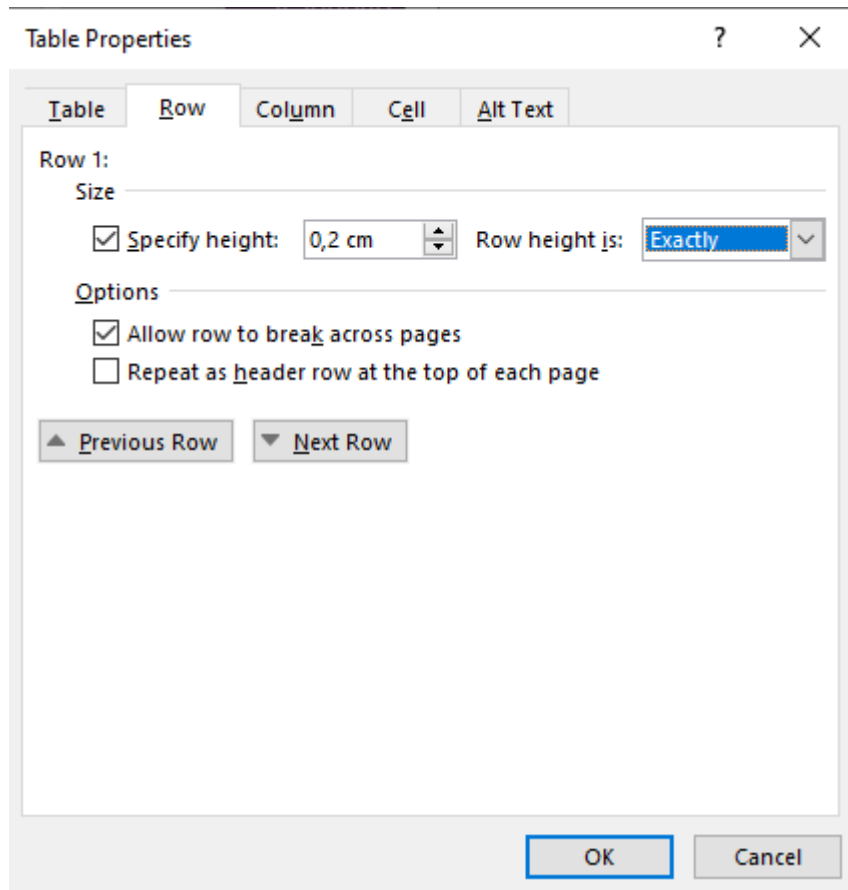 Table Properties ? X
Table Row Column Cell Alt Text
Row 1:
Size
Specify height: 0,2 cm Row height is: Exactly
Options
Allow row to break across pages
Repeat as header row at the top of each page
Previous Row Next Row
OK Cancel